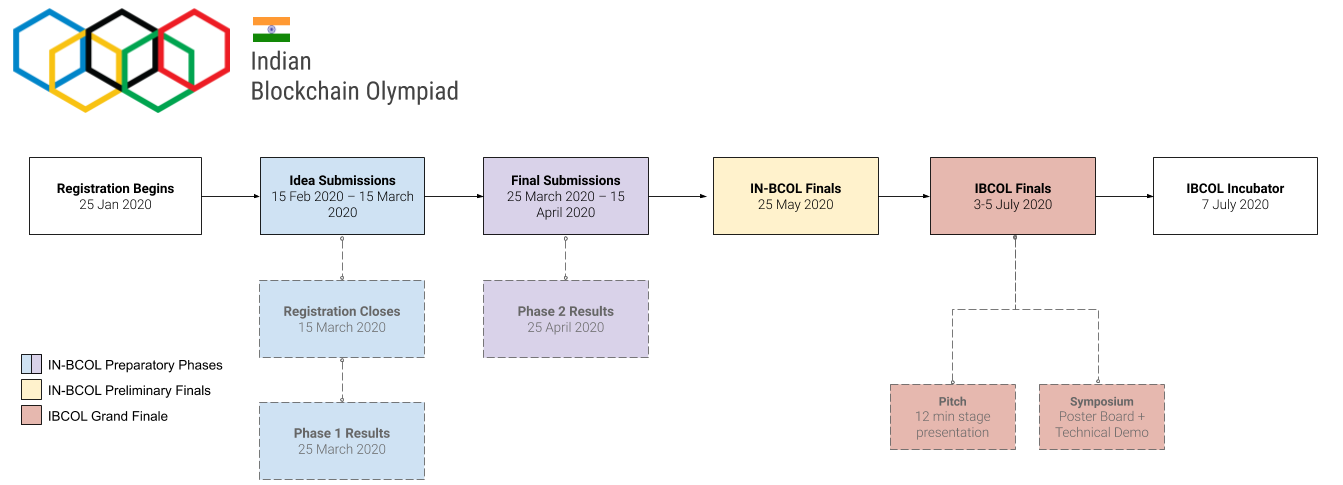 Indian
Blockchain Olympiad
Registration Begins
25 Jan 2020
Idea Submissions
15 Feb 2020 – 15 March
2020
Final Submissions
25 March 2020 – 15
April 2020
IN-BCOL Finals
25 May 2020
IBCOL Finals
3-5 July 2020
IBCOL Incubator
7 July 2020
Registration Closes
15 March 2020
Phase 2 Results
25 April 2020
Phase 1 Results
25 March 2020
Pitch
12 min stage
presentation
Symposium
Poster Board +
Technical Demo
IN-BCOL Preparatory Phases
IN-BCOL Preliminary Finals
IBCOL Grand Finale